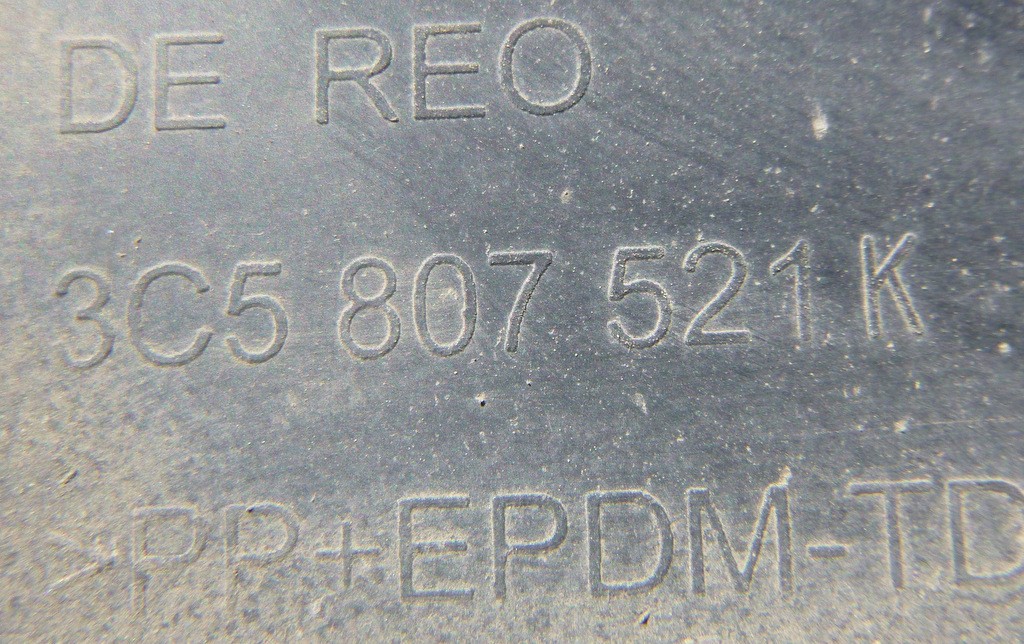 DE REO
3C5 807 521 K
>PP+EPDM-TD